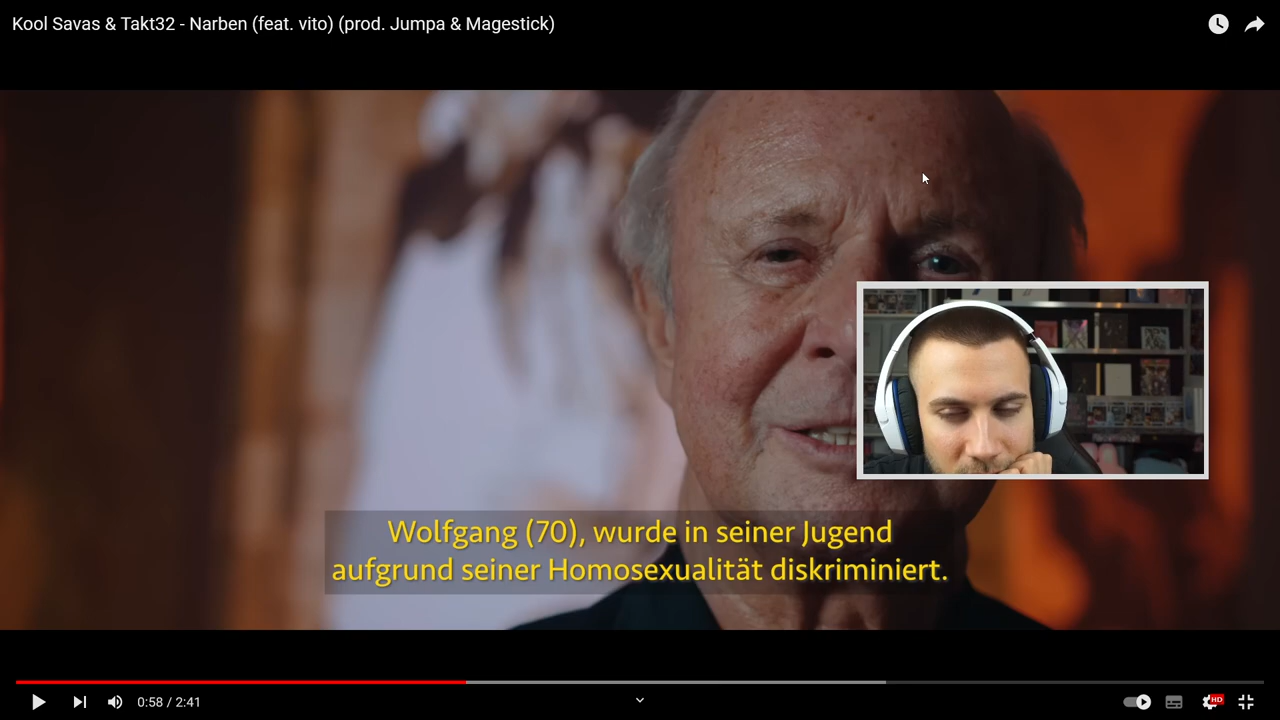 Kool Savas & Takt32 - Narben (feat. vito) (prod. Jumpa & Magestick)
Wolfgang (70), wurde in seiner Jugend
aufgrund seiner Homosexualität diskriminiert.
0:58 / 2:41
HD